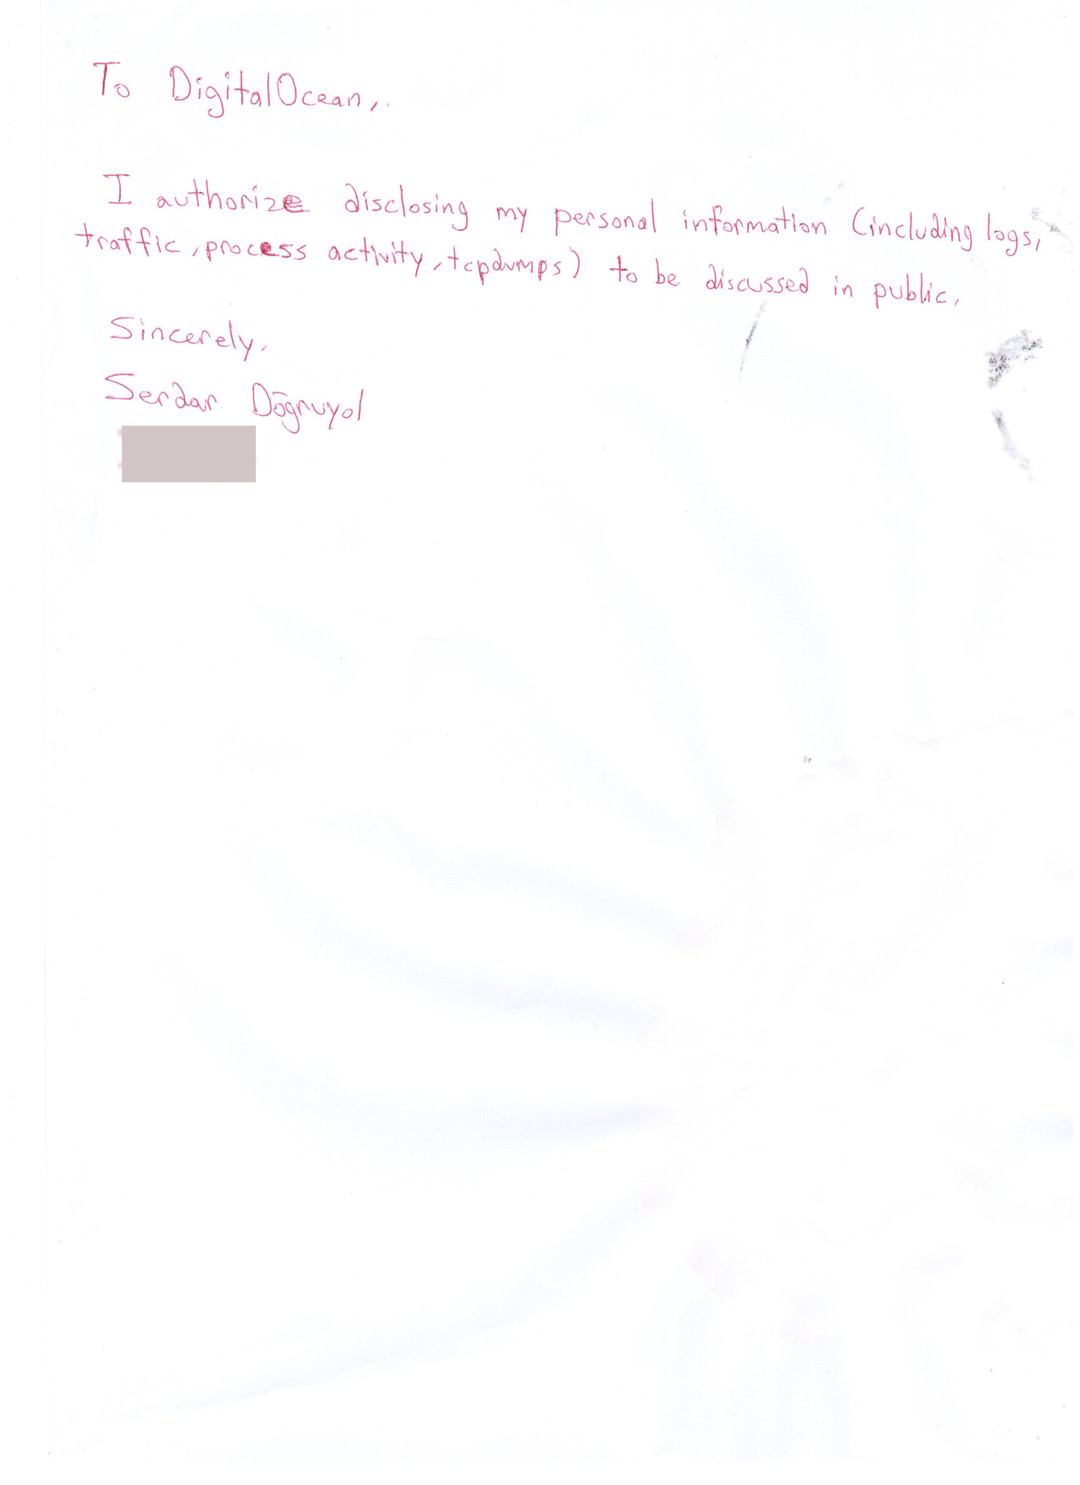 To DigitalOcean,.
I authorize disclosing my personal information (including logs,
traffic, process activity, tcpdumps) to be discussed in public.
Sincerely,
Serdar Doğruyol